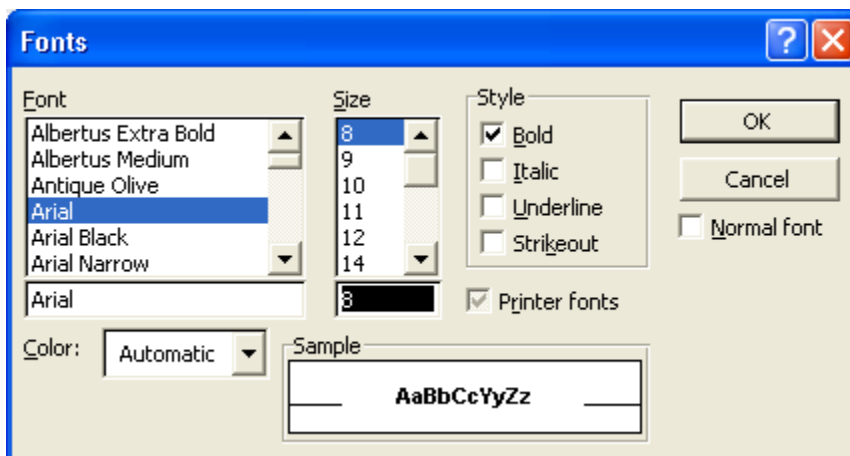 Fonts
Font
Albertus Extra Bold
Albertus Medium
Antique Olive
Arial
Arial Black
Arial Narrow
Arial
Size
8
9
10
11
12
14
8
Style
Bold
Italic
Underline
Strikeout
Printer fonts
OK
Cancel
Normal font
Color:
Automatic
Sample
AaBbCcYyZz